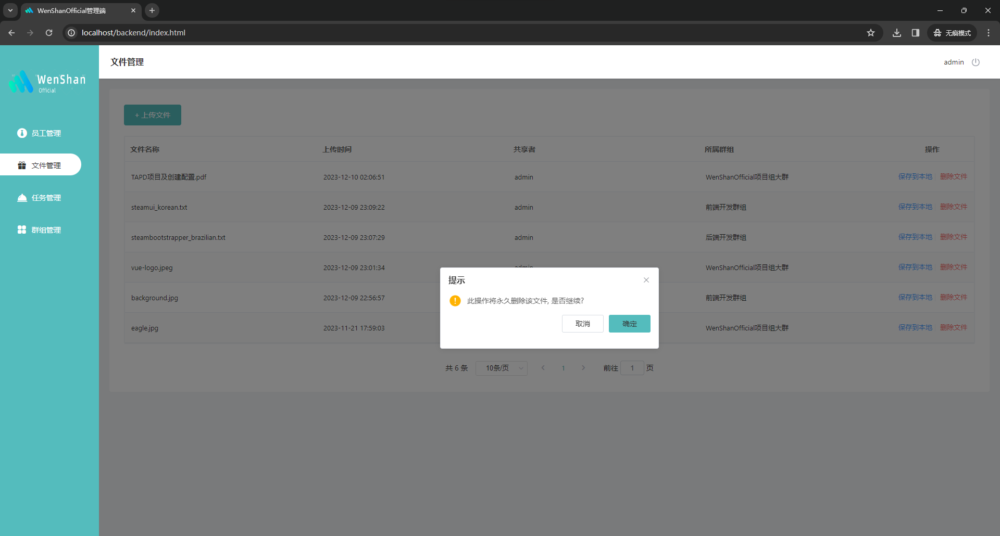 WenShanOfficial管理端
localhost/backend/index.html
无痕模式
WenShan
Official
文件管理
admin
员工管理
文件管理
任务管理
群组管理
+ 上传文件
文件名称 上传时间 共享者 所属群组 操作
TAPD项目及创建配置.pdf 2023-12-10 02:06:51 admin WenShanOfficial项目组大群 保存到本地 删除文件
steamui_korean.txt 2023-12-09 23:09:22 admin 前端开发群组 保存到本地 删除文件
steambootstrapper_brazilian.txt 2023-12-09 23:07:29 admin 后端开发群组 保存到本地 删除文件
vue-logo.jpeg 2023-12-09 23:01:34 admin WenShanOfficial项目组大群 保存到本地 删除文件
background.jpg 2023-12-09 22:56:57 前端开发群组 保存到本地 删除文件
eagle.jpg 2023-11-21 17:59:03 WenShanOfficial项目组大群 保存到本地 删除文件
提示
此操作将永久删除该文件, 是否继续?
取消 确定
共 6 条 10条/页 1 前往 1 页